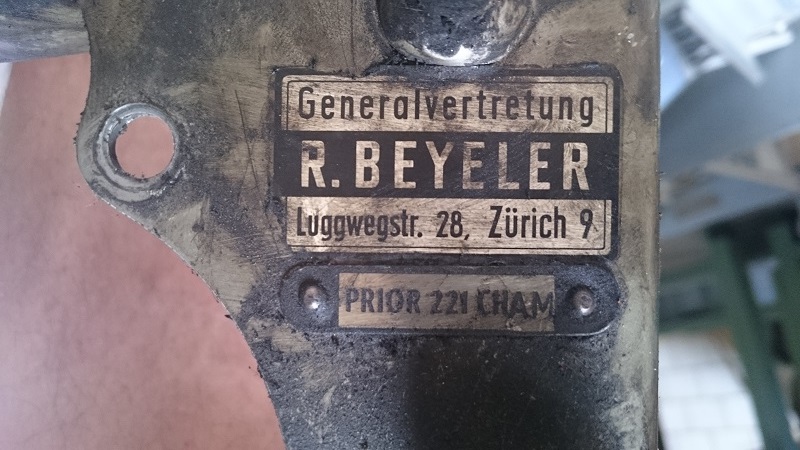 Generalvertretung
R. BEYELER
Luggwegstr. 28, Zürich 9
PRIOR 221 CHAM